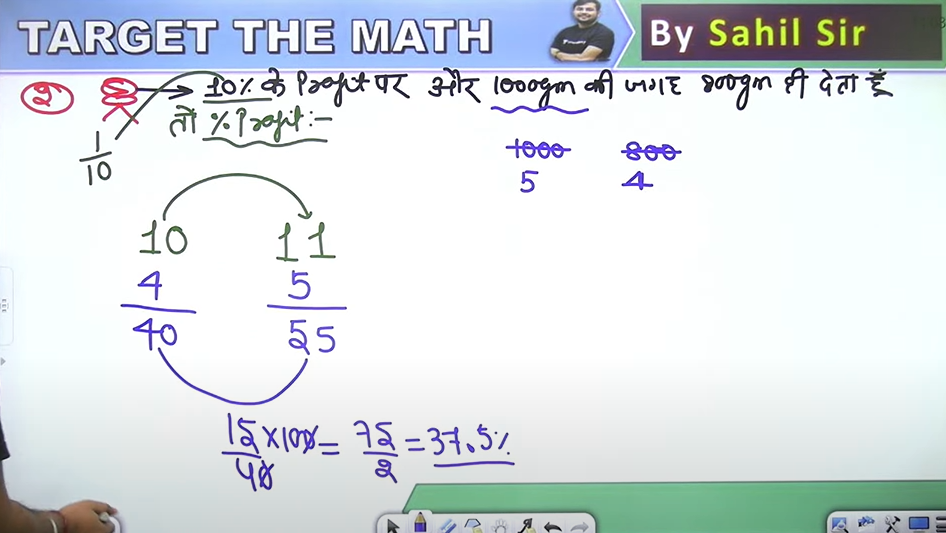 TARGET THE MATH
By Sahil Sir
2 → 10% के Profit पर और 1000gm की जगह 800gm ही देता हैं
तो % Profit :-
1/10
1000 800
5 4
10 11
4 5
40 55
15/40 × 100 = 75/2 = 37.5%